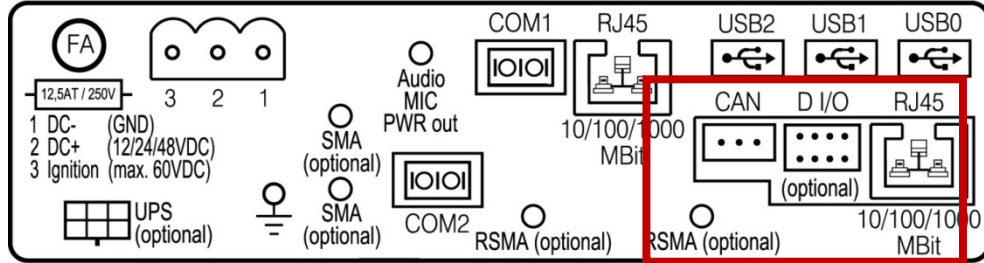 FA
12,5AT / 250V
3 2 1
1 DC- (GND)
2 DC+ (12/24/48VDC)
3 Ignition (max. 60VDC)
UPS
(optional)
SMA
(optional)
SMA
(optional)
Audio
MIC
PWR out
COM1
IOIOI
RJ45
10/100/1000
MBit
IOIOI
COM2
RSMA (optional)
USB2 USB1 USB0
CAN D I/O RJ45
(optional)
10/100/1000
MBit
RSMA (optional)